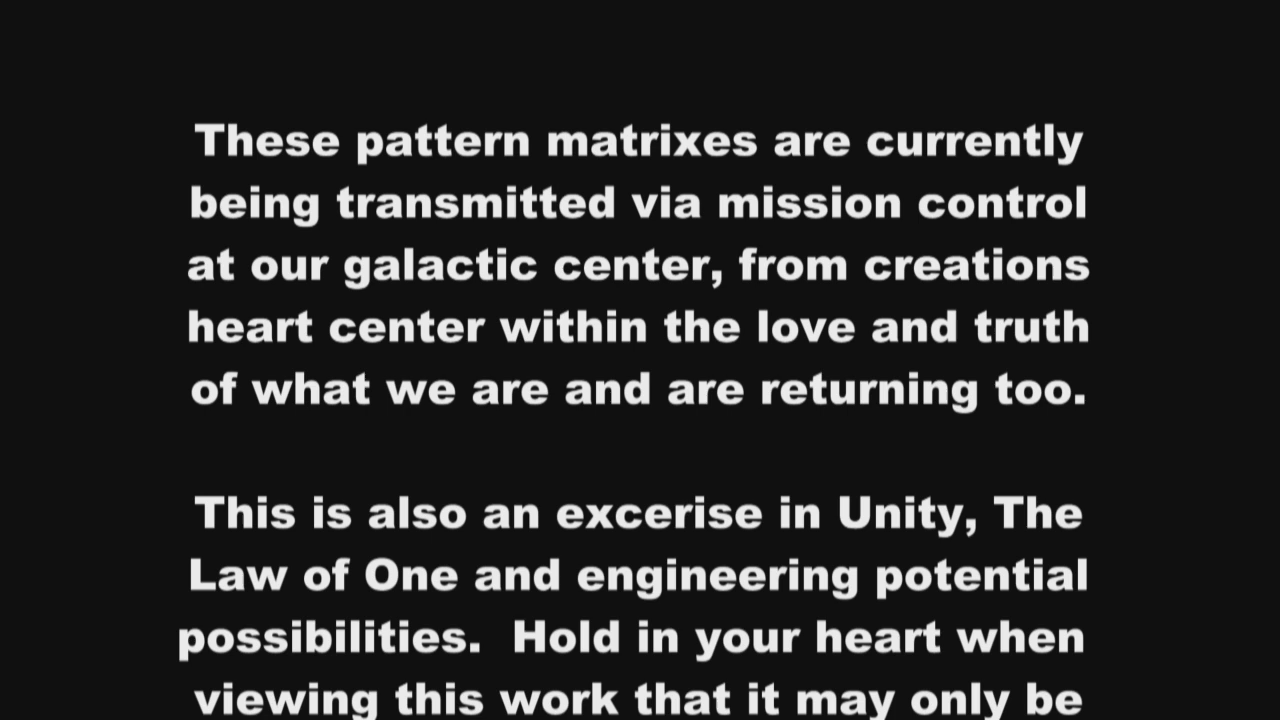 These pattern matrixes are currently
being transmitted via mission control
at our galactic center, from creations
heart center within the love and truth
of what we are and are returning too.
This is also an excerise in Unity, The
Law of One and engineering potential
possibilities.  Hold in your heart when
viewing this work that it may only be